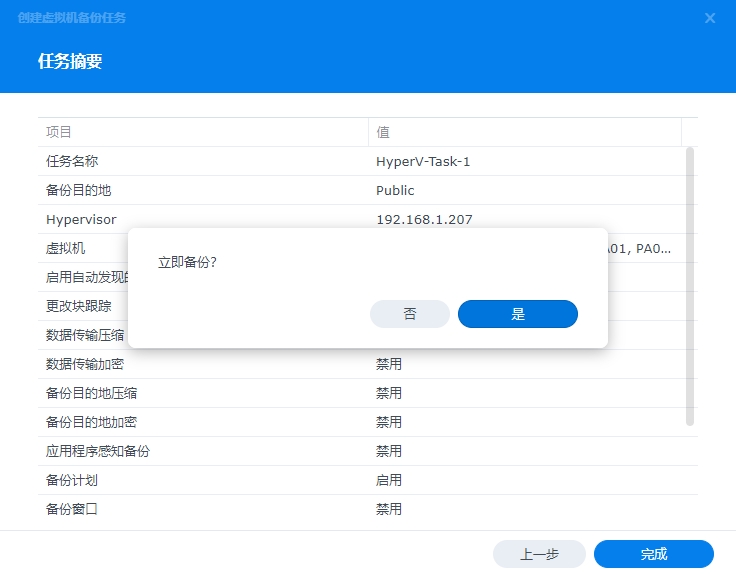 创建虚拟机备份任务
任务摘要
项目 值
任务名称 HyperV-Task-1
备份目的地 Public
Hypervisor 192.168.1.207
虚拟机 01, PA0...
启用自动发现
更改块跟踪
数据传输压缩
立即备份?
否 是
数据传输加密 禁用
备份目的地压缩 禁用
备份目的地加密 禁用
应用程序感知备份 禁用
备份计划 启用
备份窗口 禁用
上一步 完成